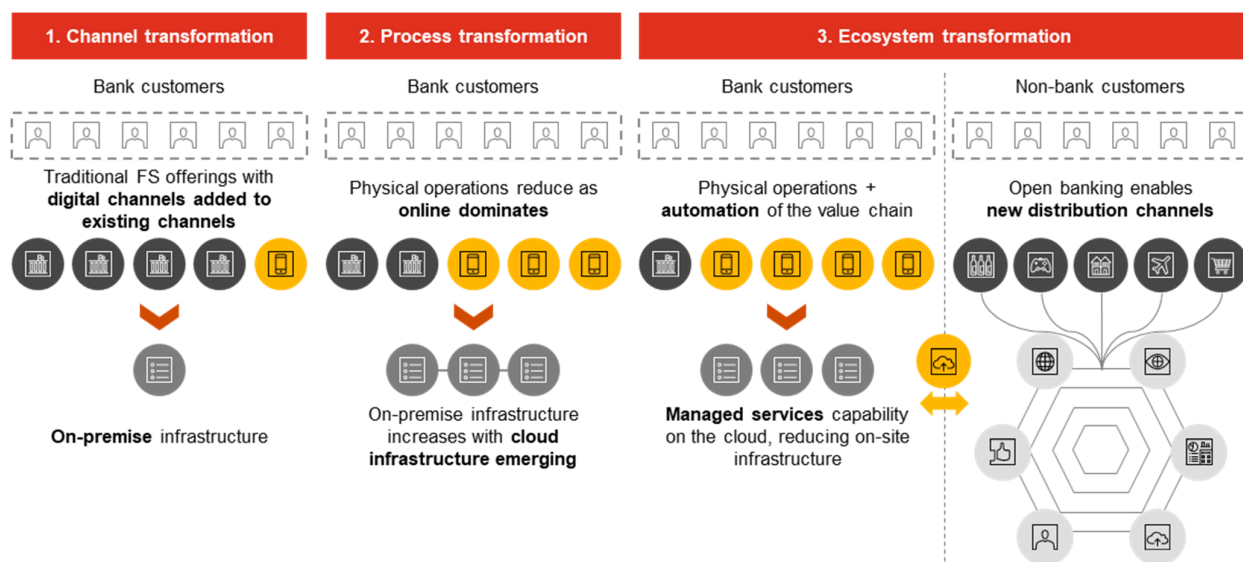 1. Channel transformation
Bank customers
Traditional FS offerings with
digital channels added to
existing channels
On-premise infrastructure
2. Process transformation
Bank customers
Physical operations reduce as
online dominates
On-premise infrastructure
increases with cloud
infrastructure emerging
3. Ecosystem transformation
Bank customers
Physical operations +
automation of the value chain
Managed services capability
on the cloud, reducing on-site
infrastructure
Non-bank customers
Open banking enables
new distribution channels